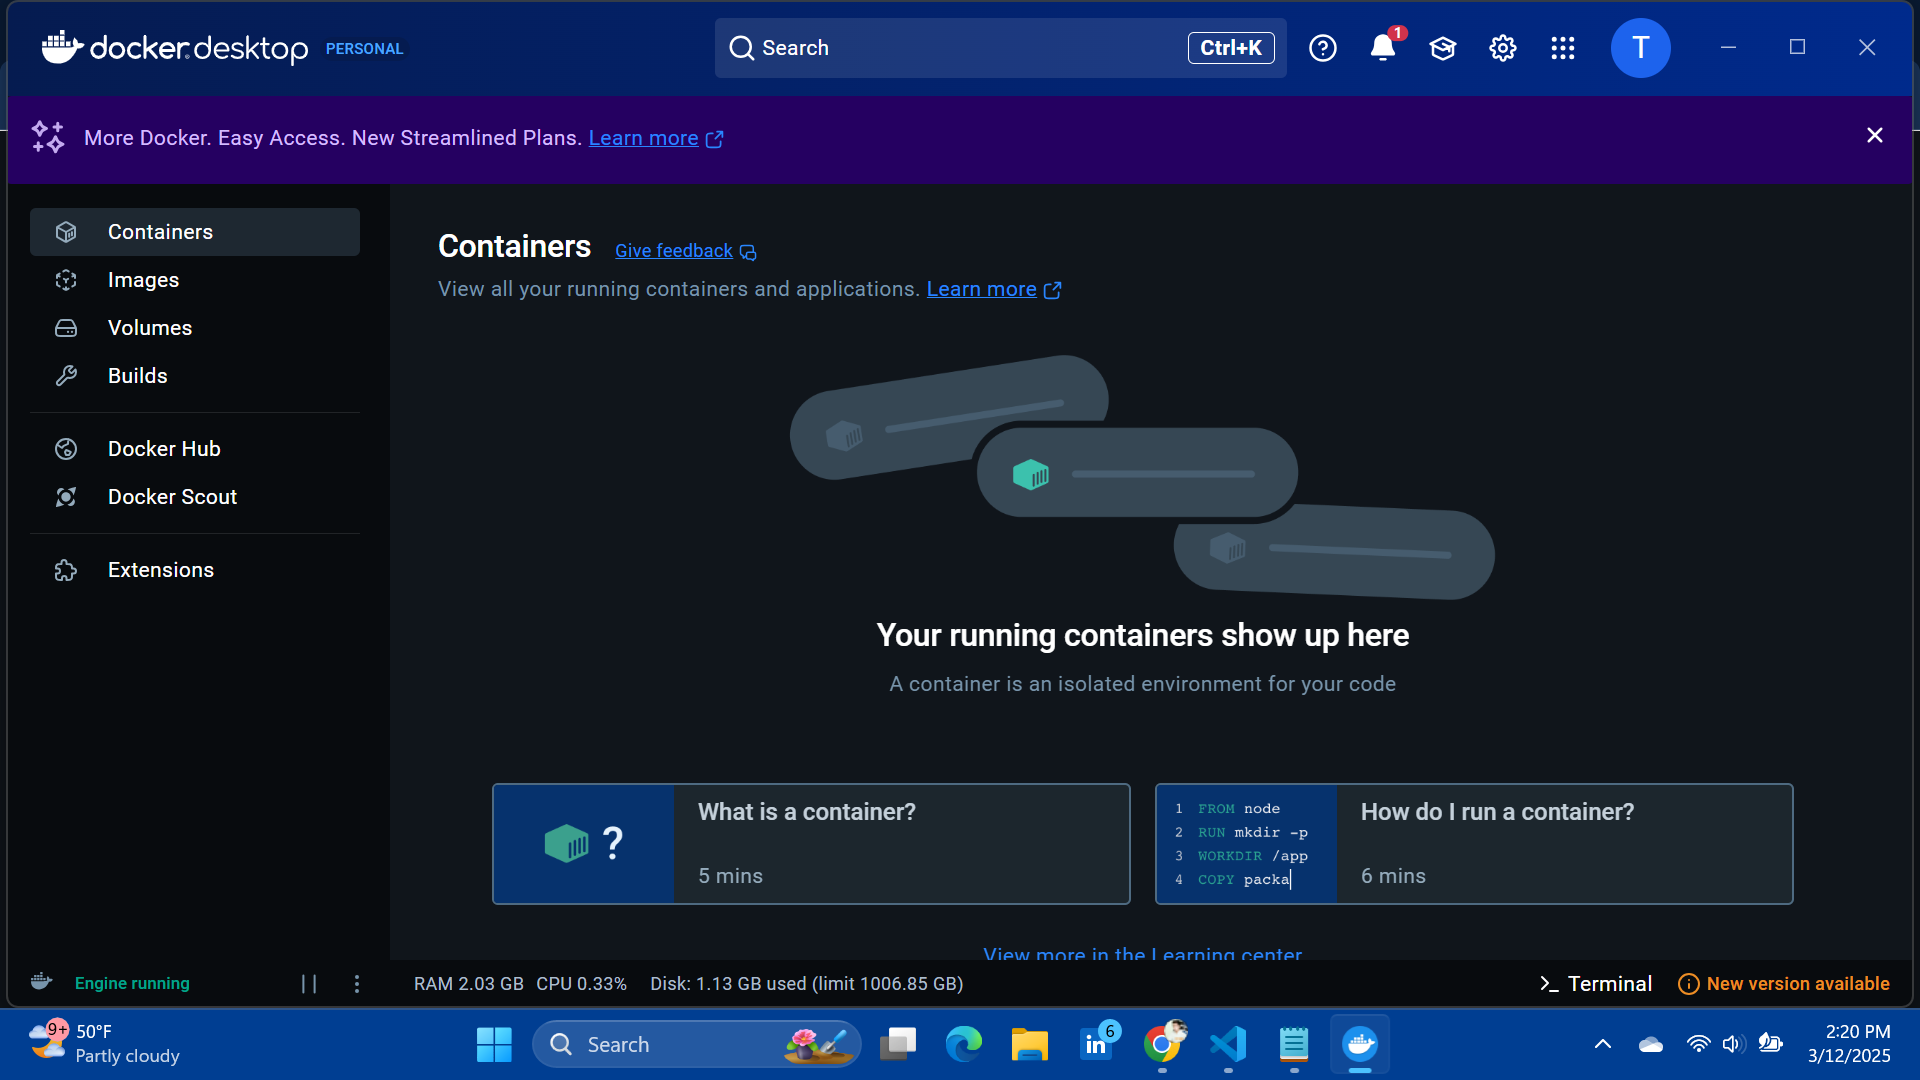 docker desktop PERSONAL
Search
Ctrl+K
1
T
More Docker. Easy Access. New Streamlined Plans. Learn more
Containers
Images
Volumes
Builds
Docker Hub
Docker Scout
Extensions
Containers Give feedback
View all your running containers and applications. Learn more
Your running containers show up here
A container is an isolated environment for your code
?
What is a container?
5 mins
1 FROM node
2 RUN mkdir -p
3 WORKDIR /app
4 COPY packa
How do I run a container?
6 mins
View more in the Learning center
Engine running
RAM 2.03 GB CPU 0.33% Disk: 1.13 GB used (limit 1006.85 GB)
>_ Terminal
New version available
9+
50°F
Partly cloudy
Search
in
6
2:20 PM
3/12/2025